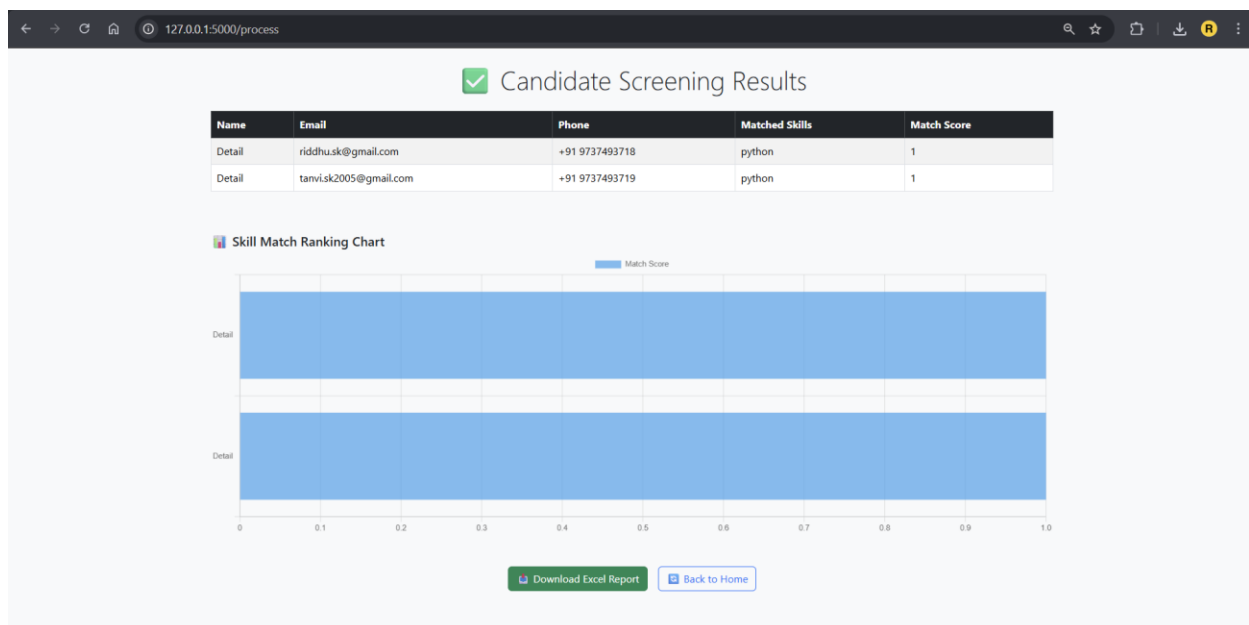 127.0.0.1:5000/process
R
Candidate Screening Results
Name Email Phone Matched Skills Match Score
Detail riddhu.sk@gmail.com +91 9737493718 python 1
Detail tanvi.sk2005@gmail.com +91 9737493719 python 1
Skill Match Ranking Chart
Match Score
Detail
Detail
0 0.1 0.2 0.3 0.4 0.5 0.6 0.7 0.8 0.9 1.0
Download Excel Report Back to Home